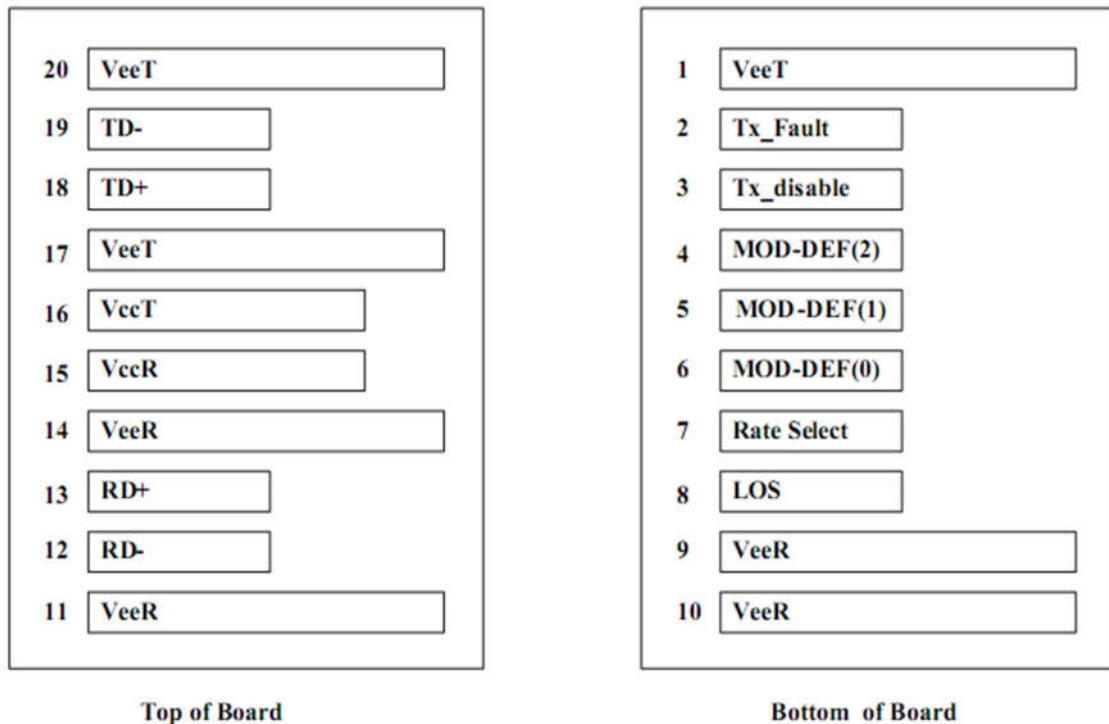 20 VeeT
19 TD-
18 TD+
17 VeeT
16 VccT
15 VccR
14 VeeR
13 RD+
12 RD-
11 VeeR
Top of Board
1 VeeT
2 Tx_Fault
3 Tx_disable
4 MOD-DEF(2)
5 MOD-DEF(1)
6 MOD-DEF(0)
7 Rate Select
8 LOS
9 VeeR
10 VeeR
Bottom of Board